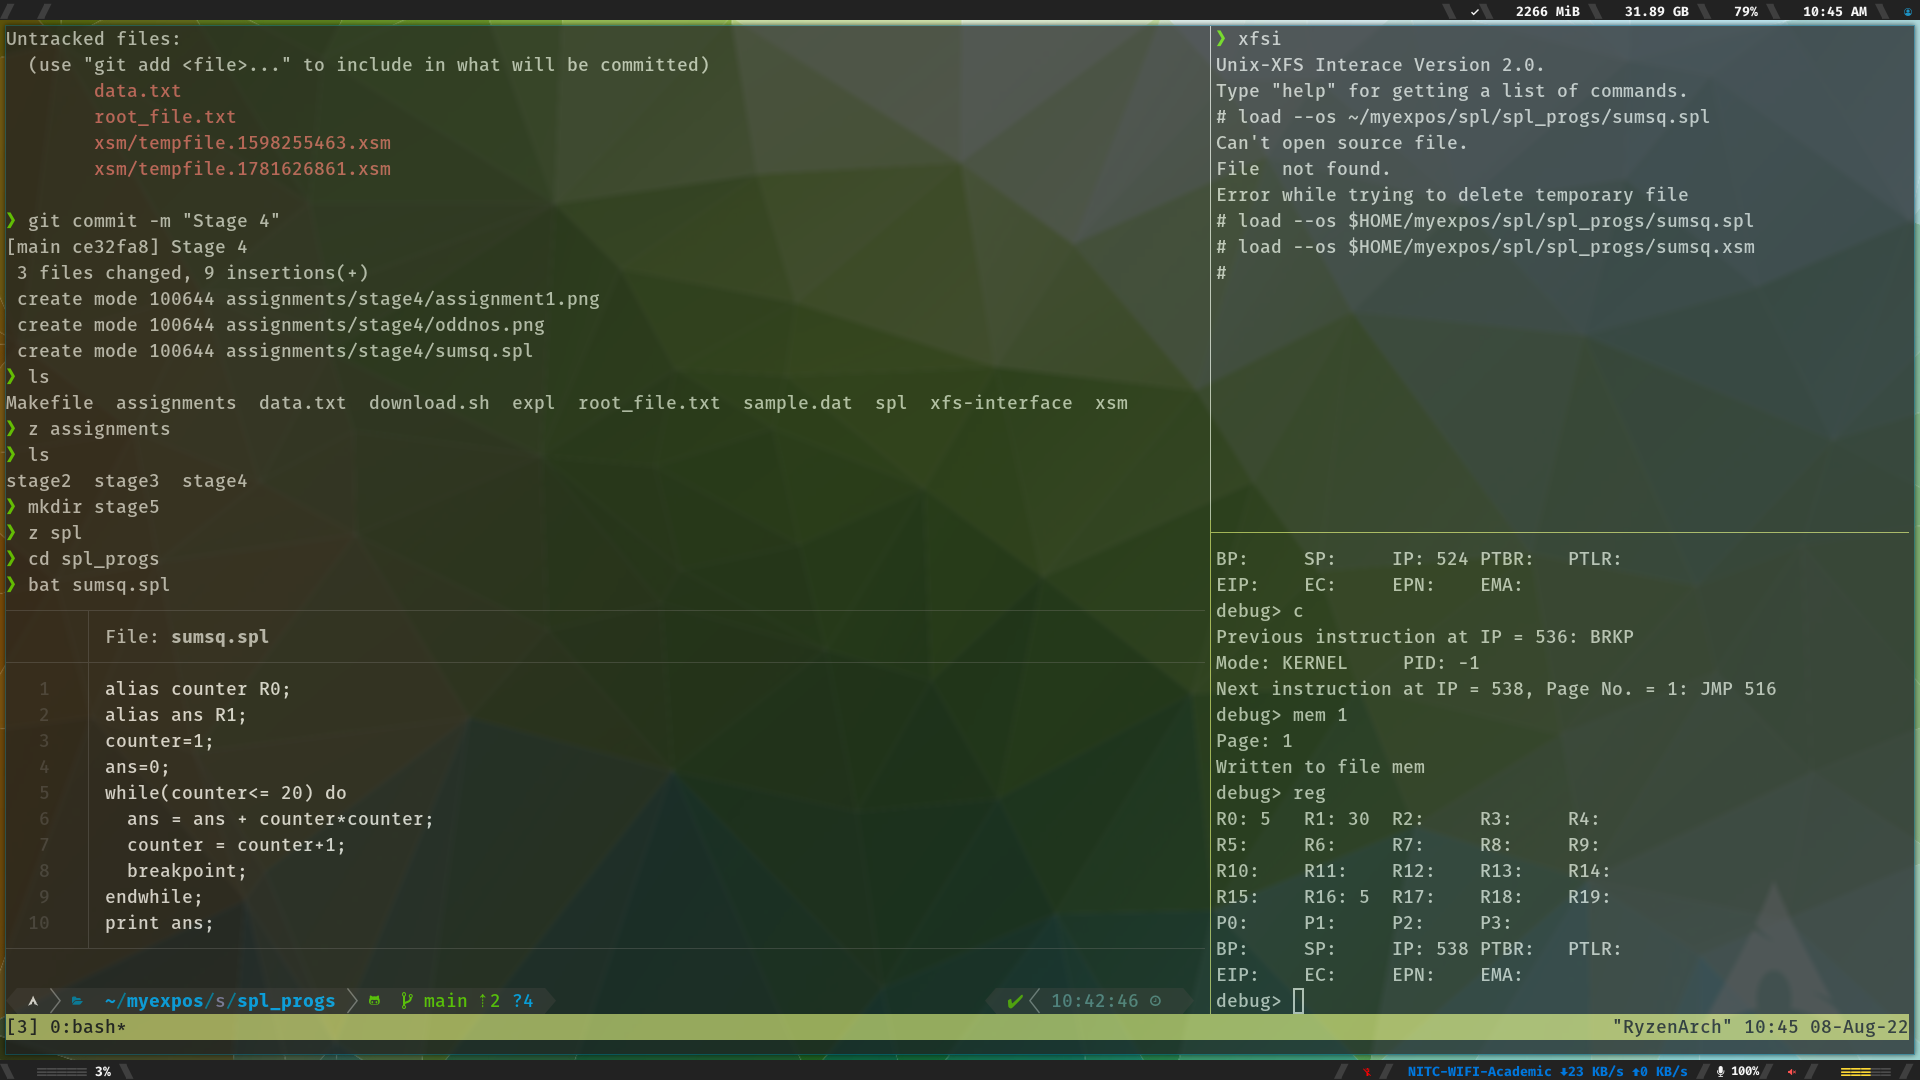 2266 MiB 31.89 GB 79% 10:45 AM
Untracked files:
(use "git add <file>..." to include in what will be committed)
data.txt
root_file.txt
xsm/tempfile.1598255463.xsm
xsm/tempfile.1781626861.xsm
❯ git commit -m "Stage 4"
[main ce32fa8] Stage 4
3 files changed, 9 insertions(+)
create mode 100644 assignments/stage4/assignment1.png
create mode 100644 assignments/stage4/oddnos.png
create mode 100644 assignments/stage4/sumsq.spl
❯ ls
Makefile assignments data.txt download.sh expl root_file.txt sample.dat spl xfs-interface xsm
❯ z assignments
❯ ls
stage2 stage3 stage4
❯ mkdir stage5
❯ z spl
❯ cd spl_progs
❯ bat sumsq.spl
File: sumsq.spl
1 alias counter R0;
2 alias ans R1;
3 counter=1;
4 ans=0;
5 while(counter<= 20) do
6 ans = ans + counter*counter;
7 counter = counter+1;
8 breakpoint;
9 endwhile;
10 print ans;
~/myexpos/s/spl_progs main ⇡2 ?4 ✔ 10:42:46
❯ xfsi
Unix-XFS Interace Version 2.0.
Type "help" for getting a list of commands.
# load --os ~/myexpos/spl/spl_progs/sumsq.spl
Can't open source file.
File  not found.
Error while trying to delete temporary file
# load --os $HOME/myexpos/spl/spl_progs/sumsq.spl
# load --os $HOME/myexpos/spl/spl_progs/sumsq.xsm
#
BP: SP: IP: 524 PTBR: PTLR:
EIP: EC: EPN: EMA:
debug> c
Previous instruction at IP = 536: BRKP
Mode: KERNEL PID: -1
Next instruction at IP = 538, Page No. = 1: JMP 516
debug> mem 1
Page: 1
Written to file mem
debug> reg
R0: 5 R1: 30 R2: R3: R4:
R5: R6: R7: R8: R9:
R10: R11: R12: R13: R14:
R15: R16: 5 R17: R18: R19:
P0: P1: P2: P3:
BP: SP: IP: 538 PTBR: PTLR:
EIP: EC: EPN: EMA:
debug>
[3] 0:bash* "RyzenArch" 10:45 08-Aug-22
3% NITC-WIFI-Academic ⬇23 KB/s ⬆0 KB/s 100%